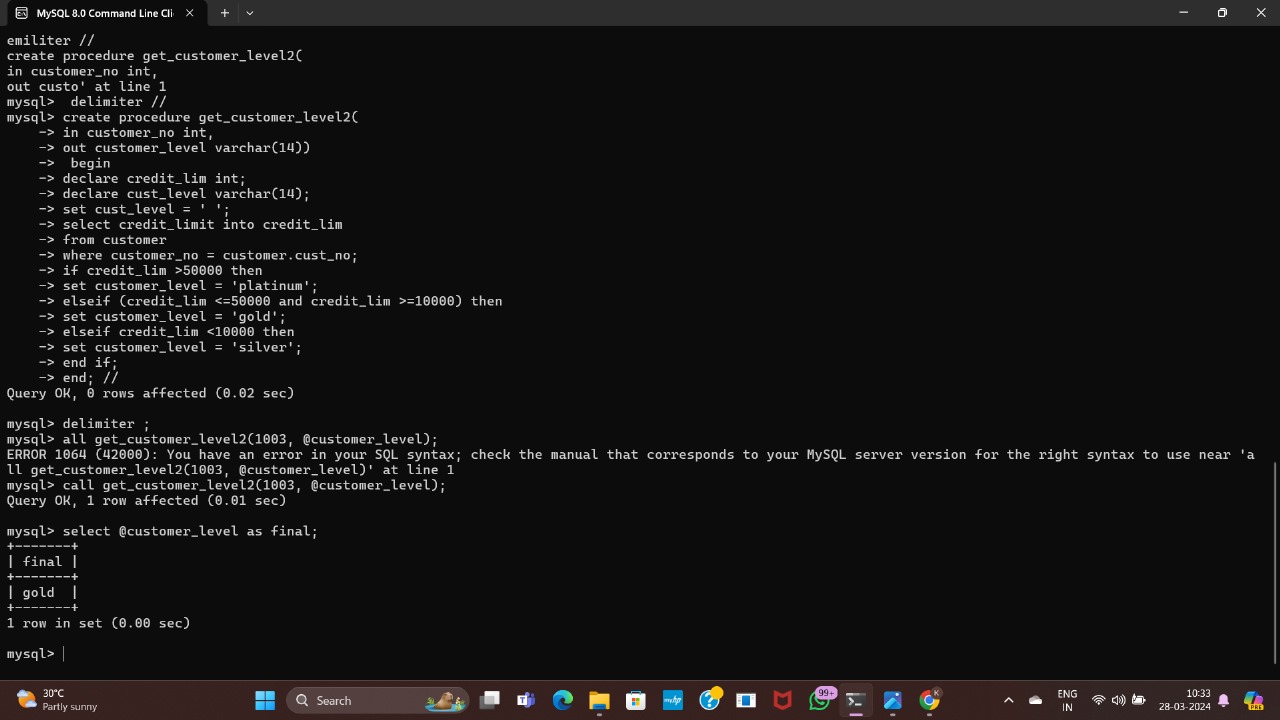 MySQL 8.0 Command Line Cli
emiliter //
create procedure get_customer_level2(
in customer_no int,
out custo' at line 1
mysql>  delimiter //
mysql> create procedure get_customer_level2(
    -> in customer_no int,
    -> out customer_level varchar(14))
    ->  begin
    -> declare credit_lim int;
    -> declare cust_level varchar(14);
    -> set cust_level = ' ';
    -> select credit_limit into credit_lim
    -> from customer
    -> where customer_no = customer.cust_no;
    -> if credit_lim >50000 then
    -> set customer_level = 'platinum';
    -> elseif (credit_lim <=50000 and credit_lim >=10000) then
    -> set customer_level = 'gold';
    -> elseif credit_lim <10000 then
    -> set customer_level = 'silver';
    -> end if;
    -> end; //
Query OK, 0 rows affected (0.02 sec)
mysql> delimiter ;
mysql> all get_customer_level2(1003, @customer_level);
ERROR 1064 (42000): You have an error in your SQL syntax; check the manual that corresponds to your MySQL server version for the right syntax to use near 'a
ll get_customer_level2(1003, @customer_level)' at line 1
mysql> call get_customer_level2(1003, @customer_level);
Query OK, 1 row affected (0.01 sec)
mysql> select @customer_level as final;
+-------+
| final |
+-------+
| gold  |
+-------+
1 row in set (0.00 sec)
mysql>
30°C
Partly sunny
Search
myhp
99+
K
ENG
IN
10:33
28-03-2024
PRE